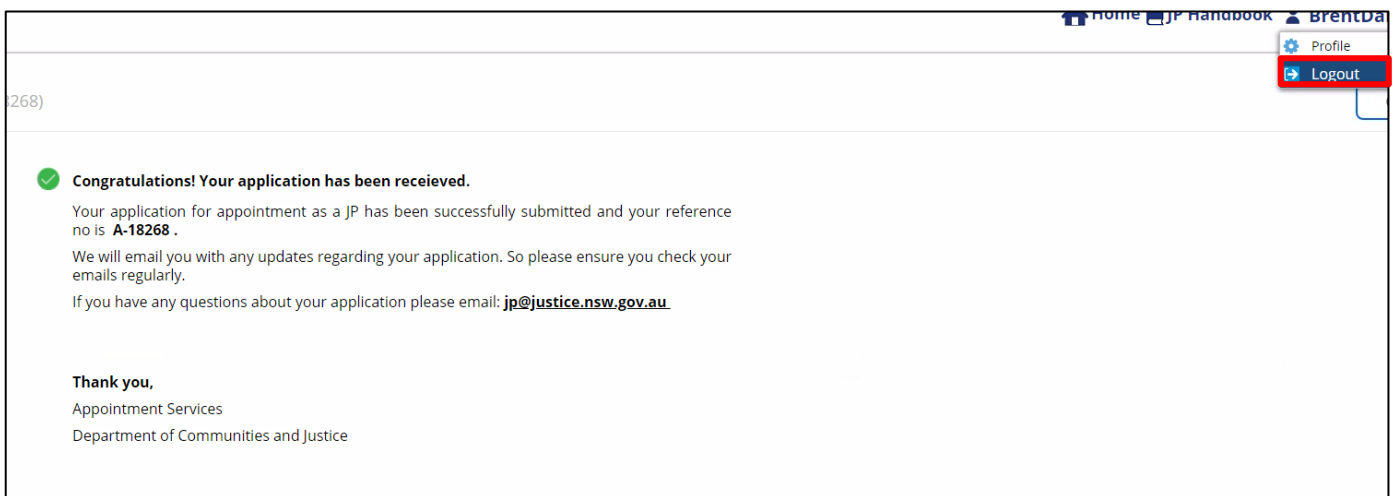 Home JP Handbook BrentDa
Profile
Logout
3268)
Congratulations! Your application has been receieved.
Your application for appointment as a JP has been successfully submitted and your reference
no is A-18268 .
We will email you with any updates regarding your application. So please ensure you check your
emails regularly.
If you have any questions about your application please email: jp@justice.nsw.gov.au
Thank you,
Appointment Services
Department of Communities and Justice